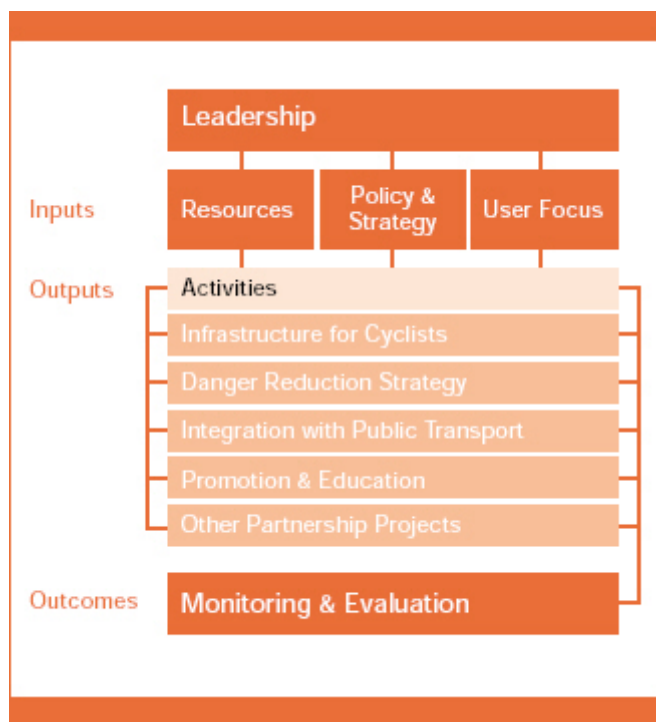 Leadership
Inputs
Resources
Policy &
Strategy
User Focus
Outputs
Activities
Infrastructure for Cyclists
Danger Reduction Strategy
Integration with Public Transport
Promotion & Education
Other Partnership Projects
Outcomes
Monitoring & Evaluation